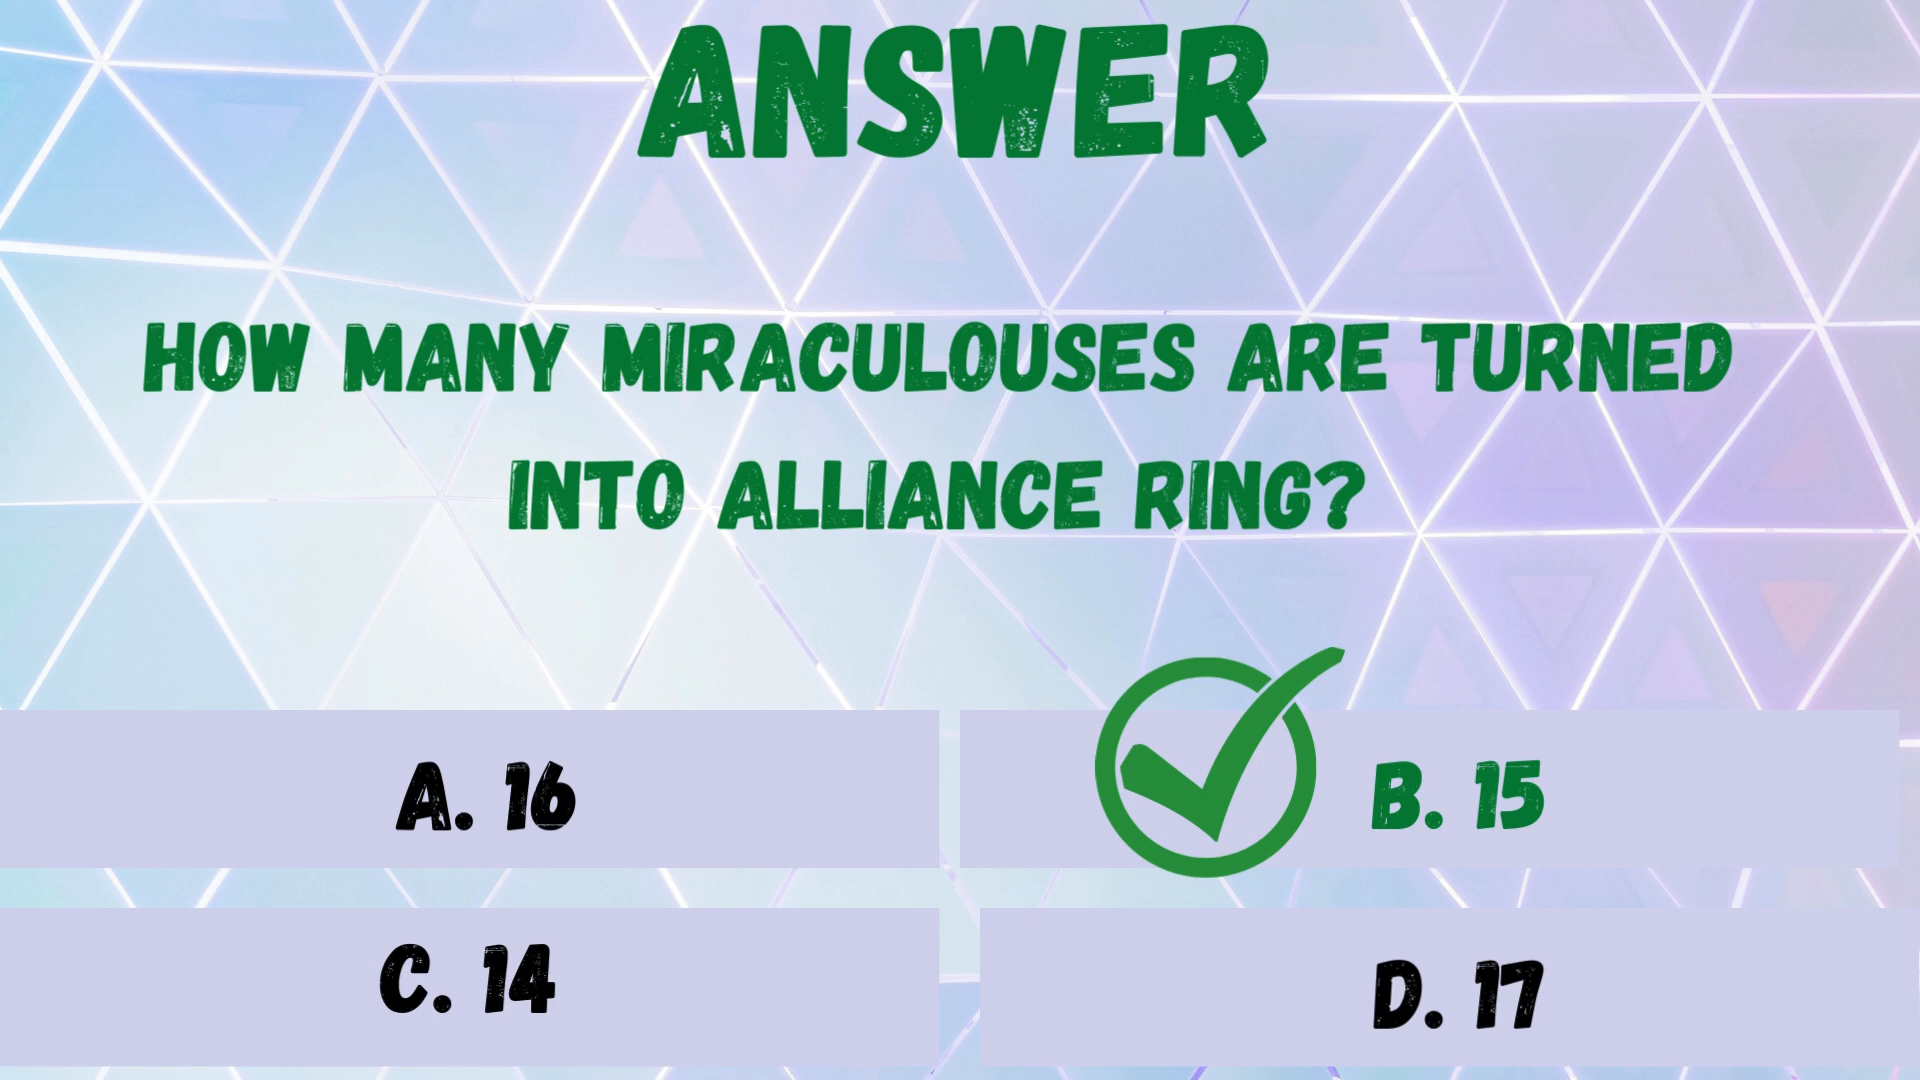 ANSWER
HOW MANY MIRACULOUSES ARE TURNED
INTO ALLIANCE RING?
A. 16
B. 15
C. 14
D. 17